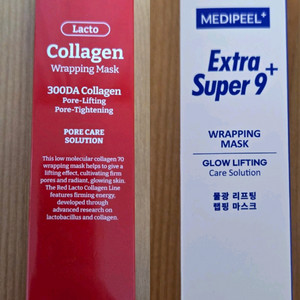 Lacto
Collagen
Wrapping Mask
300DA Collagen
Pore-Lifting
Pore-Tightening
PORE CARE
SOLUTION
This low molecular collagen 70
wrapping mask helps to give a
lifting effect, cultivating firm
pores and radiant, glowing skin.
The Red Lacto Collagen Line
features firming energy,
developed through
advanced research on
lactobacillus and collagen.
MEDIPEEL+
Extra
Super 9+
WRAPPING
MASK
GLOW LIFTING
Care Solution
물광 리프팅
랩핑 마스크